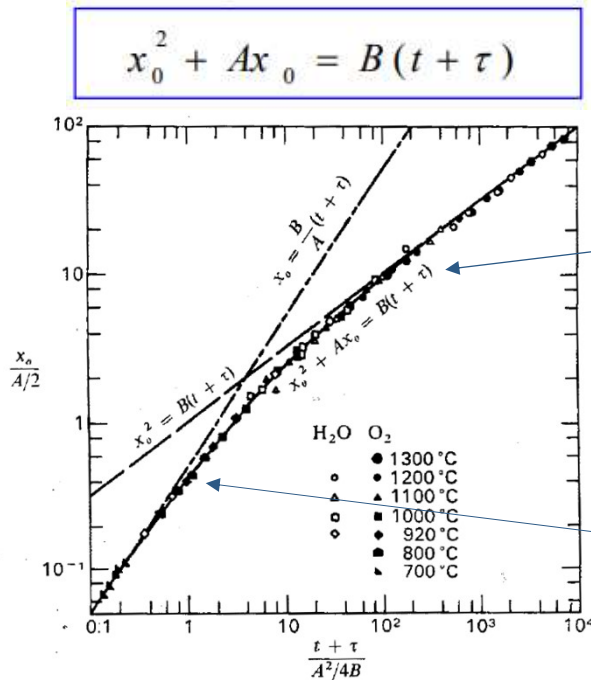 x₀² + Ax₀ = B(t + τ)
10²
10
1
10⁻¹
x₀
A/2
x₀ = B/A (t + τ)
x₀² = B(t + τ)
x₀² + Ax₀ = B(t + τ)
H₂O O₂
1300 °C
1200 °C
1100 °C
1000 °C
920 °C
800 °C
700 °C
0.1 1 10 10² 10³ 10⁴
t + τ
A²/4B